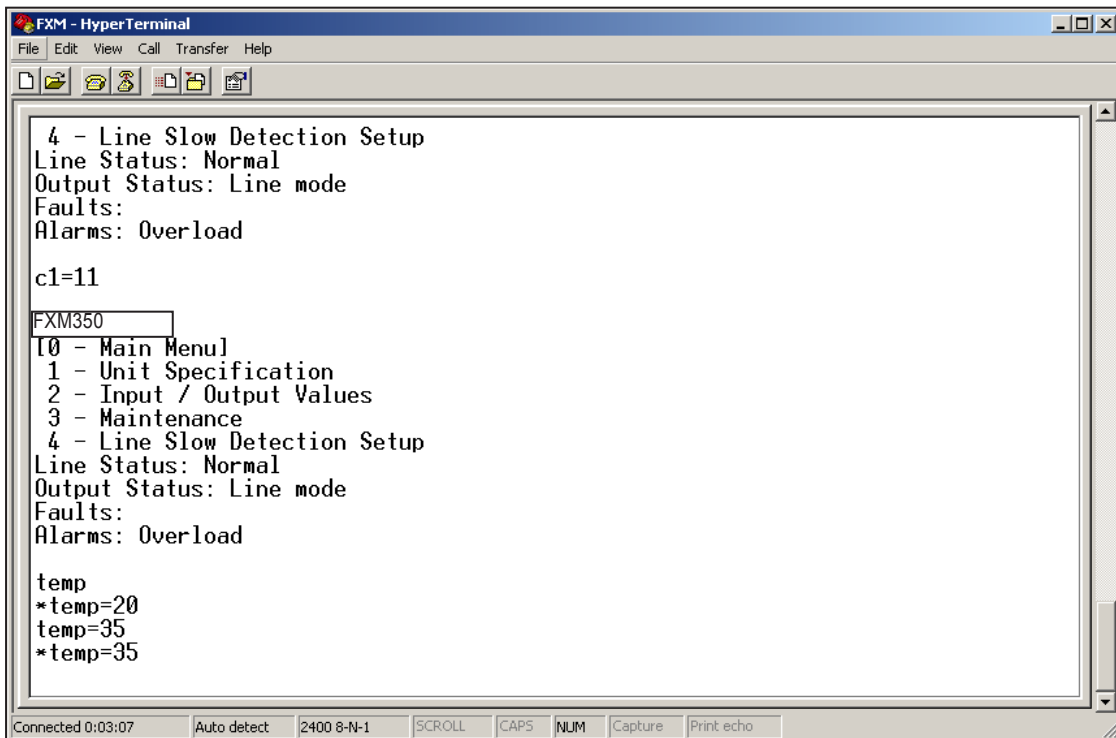 FXM - HyperTerminal
File Edit View Call Transfer Help
4 - Line Slow Detection Setup
Line Status: Normal
Output Status: Line mode
Faults:
Alarms: Overload
c1=11
FXM350
[0 - Main Menu]
1 - Unit Specification
2 - Input / Output Values
3 - Maintenance
4 - Line Slow Detection Setup
Line Status: Normal
Output Status: Line mode
Faults:
Alarms: Overload
temp
*temp=20
temp=35
*temp=35
Connected 0:03:07 Auto detect 2400 8-N-1 SCROLL CAPS NUM Capture Print echo